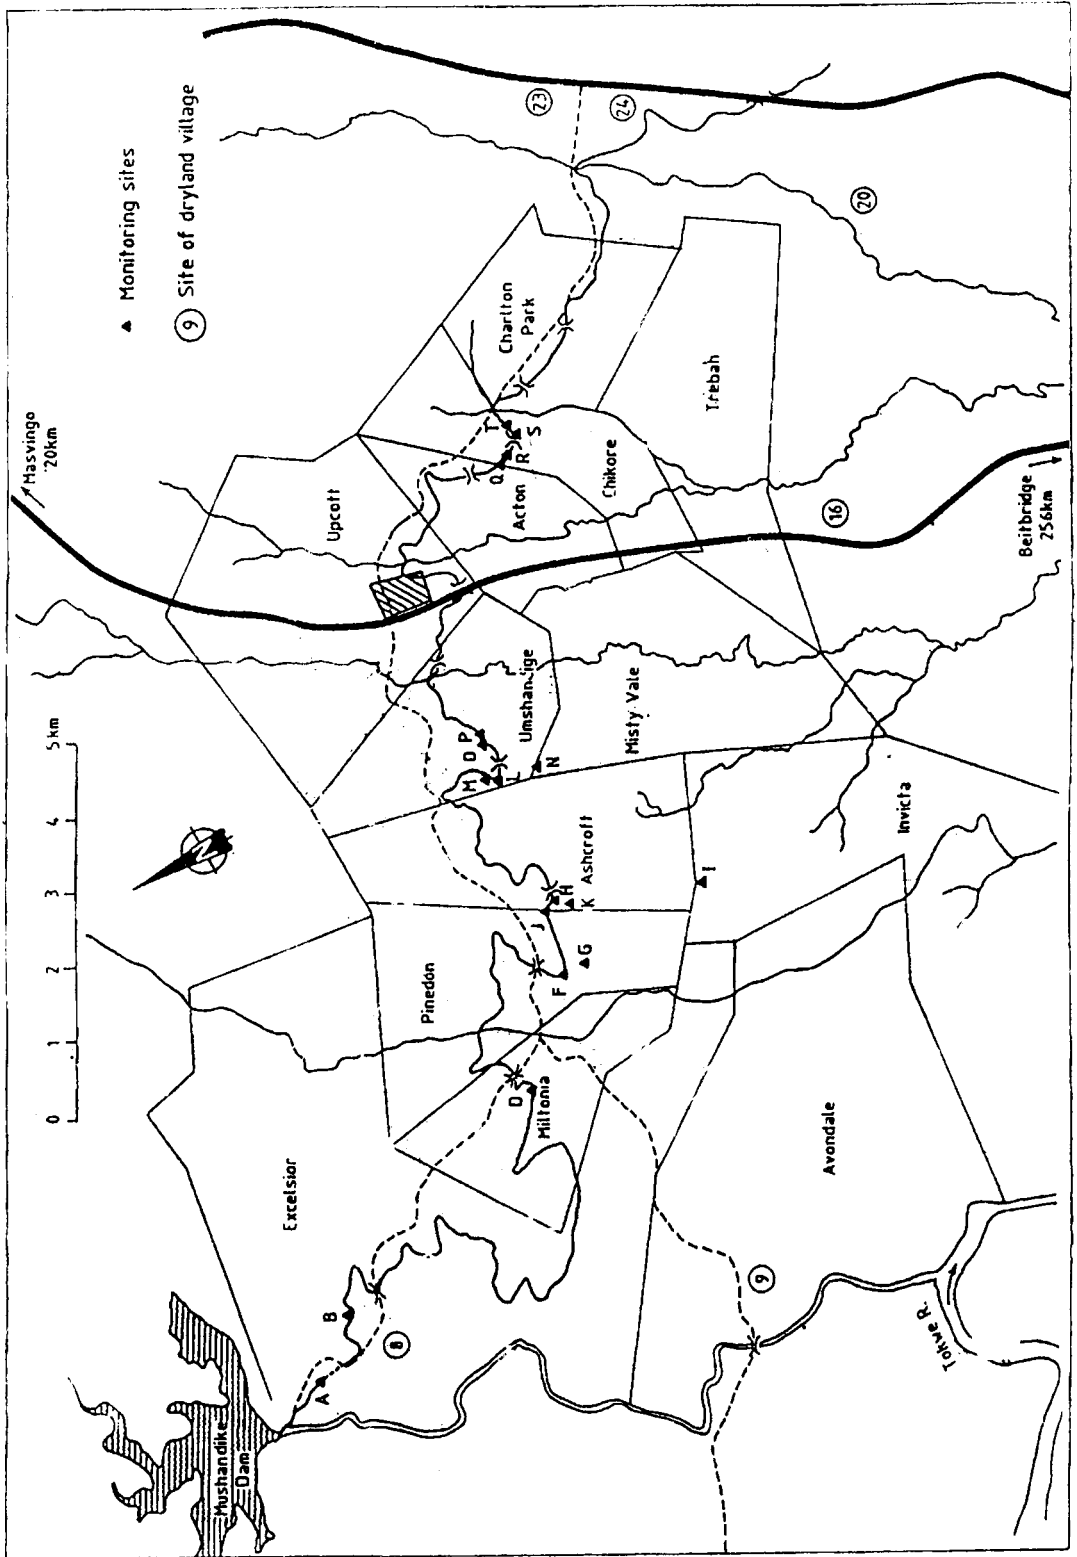 Masvingo
20km
▲ Monitoring sites
⑨ Site of dryland village
0 1 2 3 4 5 km
Mushandike
Dam
Excelsior
Pinedon
Upcott
Charlton
Park
Acton
Chikore
Trebah
Umshandige
Misty Vale
Ashcroft
Invicta
Miltonia
Avondale
Tokwe R.
Beitbridge
256km
A
B
D
F
G
J
H
K
I
M
L
O
P
N
Q
R
S
T
8
9
16
20
23
24